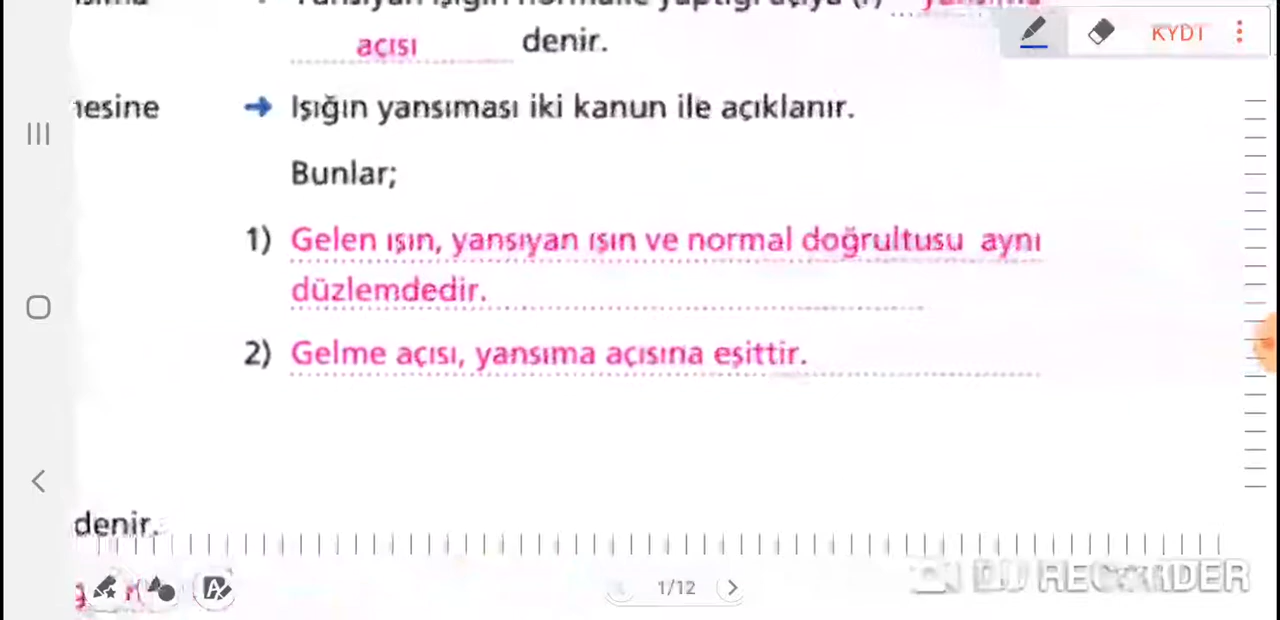 açısı denir.
KYDT
nesine
→ Işığın yansıması iki kanun ile açıklanır.
Bunlar;
1) Gelen ışın, yansıyan ışın ve normal doğrultusu aynı
düzlemdedir.
2) Gelme açısı, yansıma açısına eşittir.
denir.
1/12
RECORDER